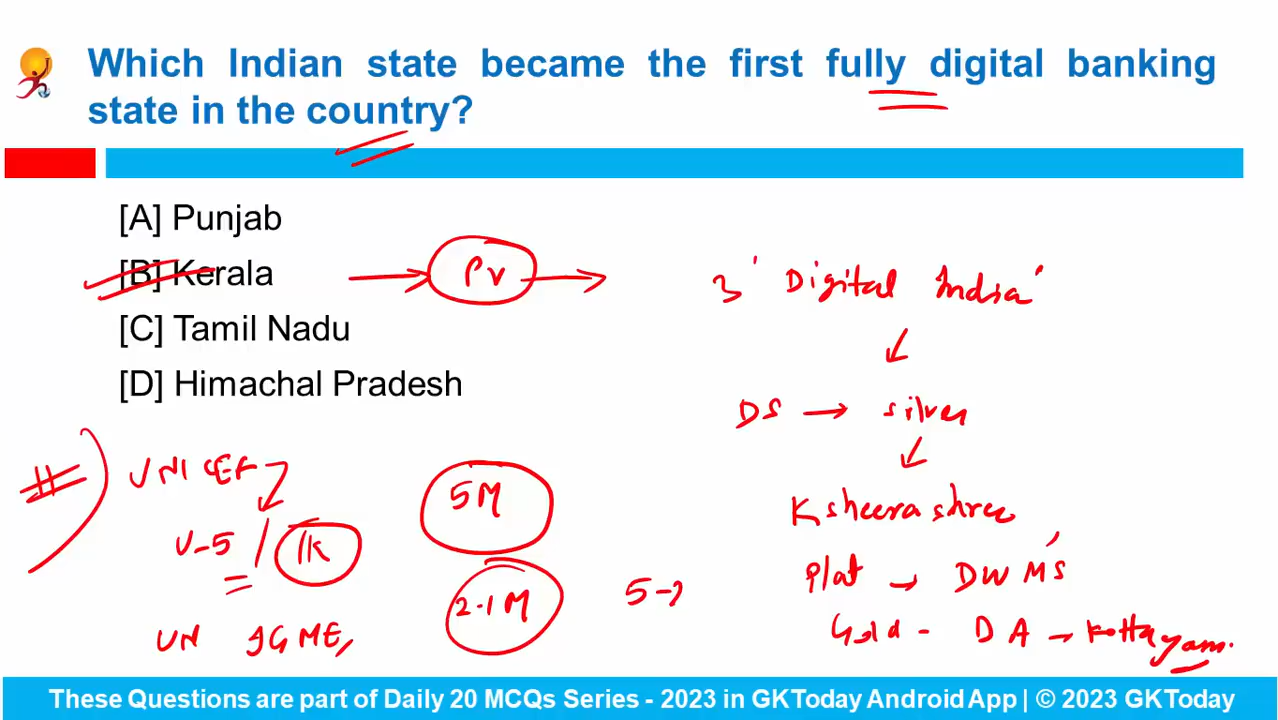 Which Indian state became the first fully digital banking
state in the country?
[A] Punjab
[B] Kerala
[C] Tamil Nadu
[D] Himachal Pradesh
Pv
3 'Digital India'
DS → silver
Ksheerashree
Plat → DWMS
Gold - DA → Kottayam.
UNICEF
U-5 / 1K
5M
2.1M
5 →
UN IGME,
These Questions are part of Daily 20 MCQs Series - 2023 in GKToday Android App | © 2023 GKToday